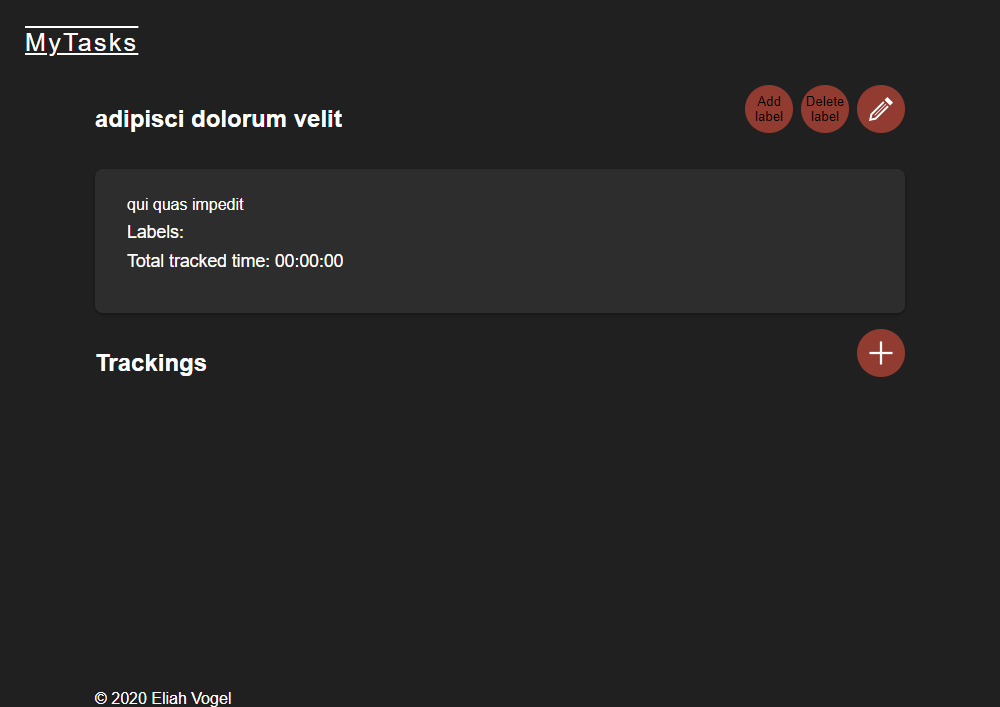 MyTasks
adipisci dolorum velit
Add
label
Delete
label
qui quas impedit
Labels:
Total tracked time: 00:00:00
Trackings
© 2020 Eliah Vogel